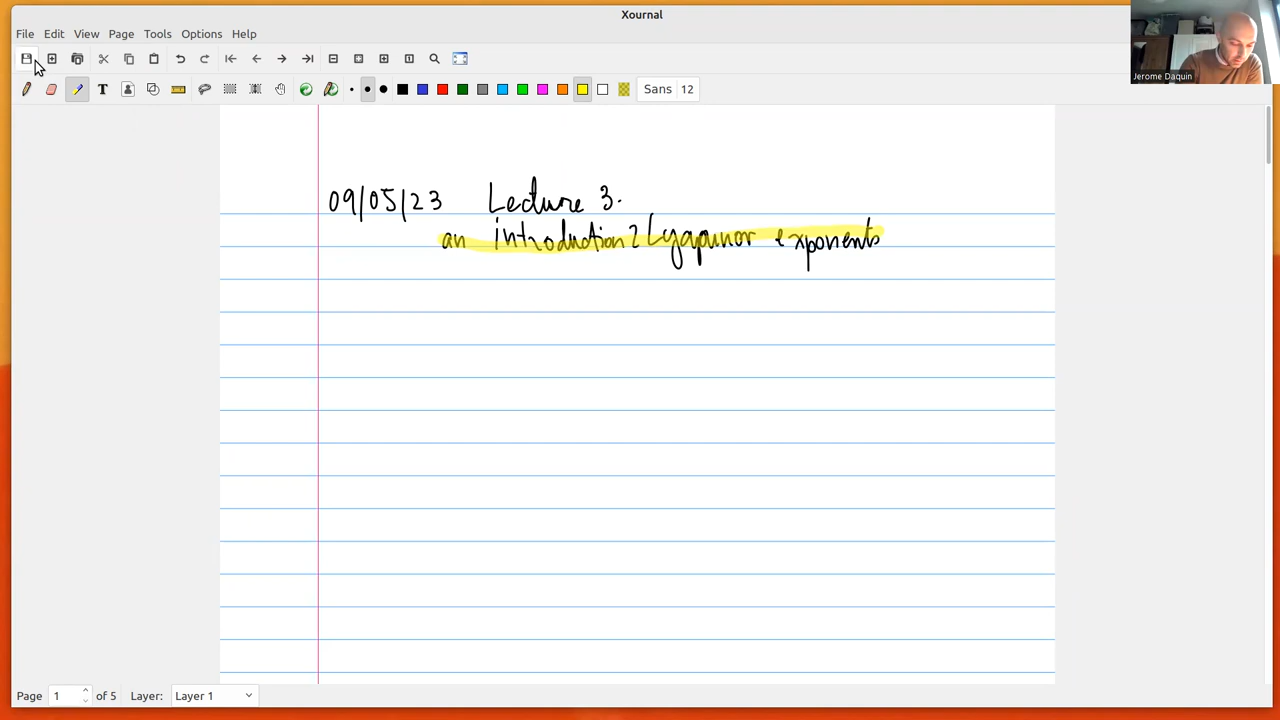 Xournal
File Edit View Page Tools Options Help
Jerome Daquin
Sans 12
09/05/23 Lecture 3.
an introduction 2 Lyapunov exponents
Page 1 of 5 Layer: Layer 1